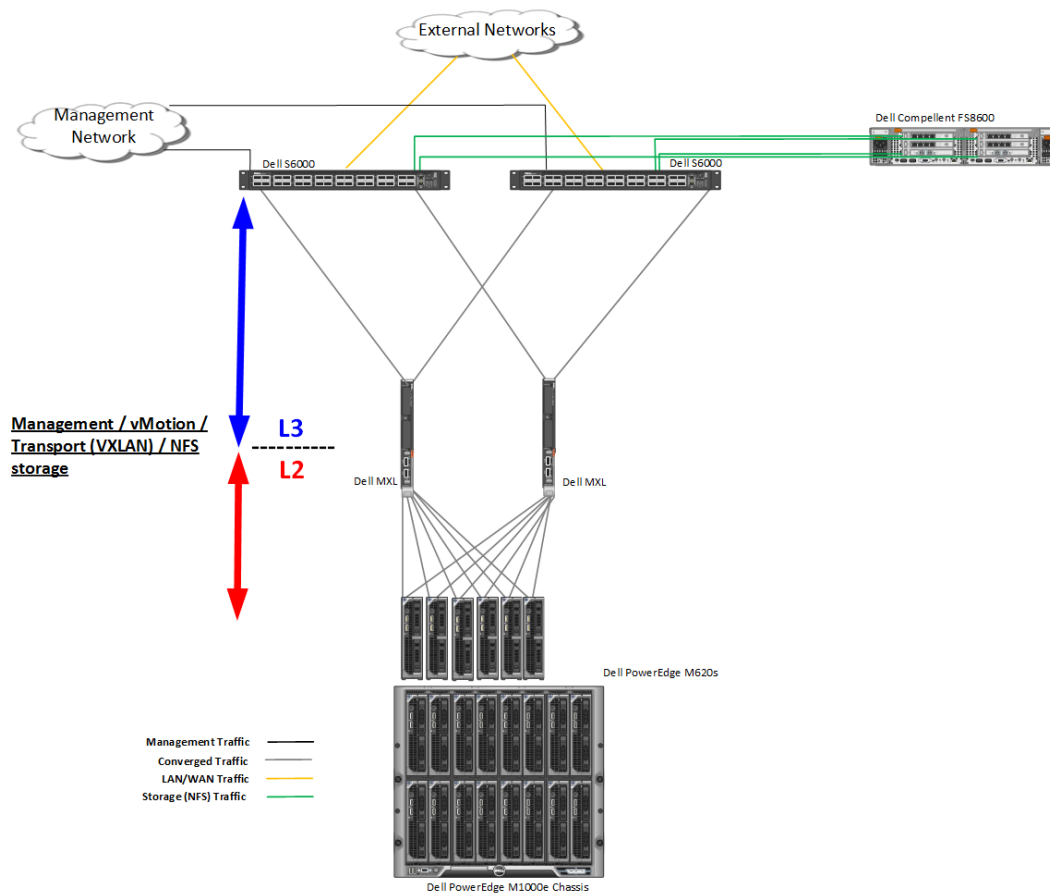 External Networks
Management
Network
Dell Compellent FS8600
Dell S6000
Dell S6000
Management / vMotion /
Transport (VXLAN) / NFS
storage
L3
L2
Dell MXL
Dell MXL
Dell PowerEdge M620s
Management Traffic
Converged Traffic
LAN/WAN Traffic
Storage (NFS) Traffic
Dell PowerEdge M1000e Chassis